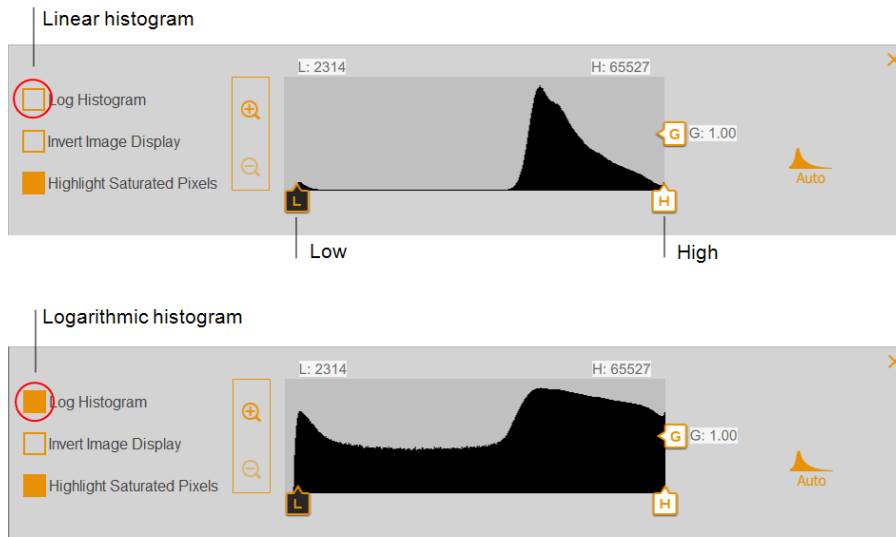 Linear histogram
L: 2314 H: 65527
Log Histogram
Invert Image Display
G G: 1.00
Highlight Saturated Pixels
Auto
L H
Low High
Logarithmic histogram
L: 2314 H: 65527
Log Histogram
Invert Image Display
G G: 1.00
Highlight Saturated Pixels
Auto
L H